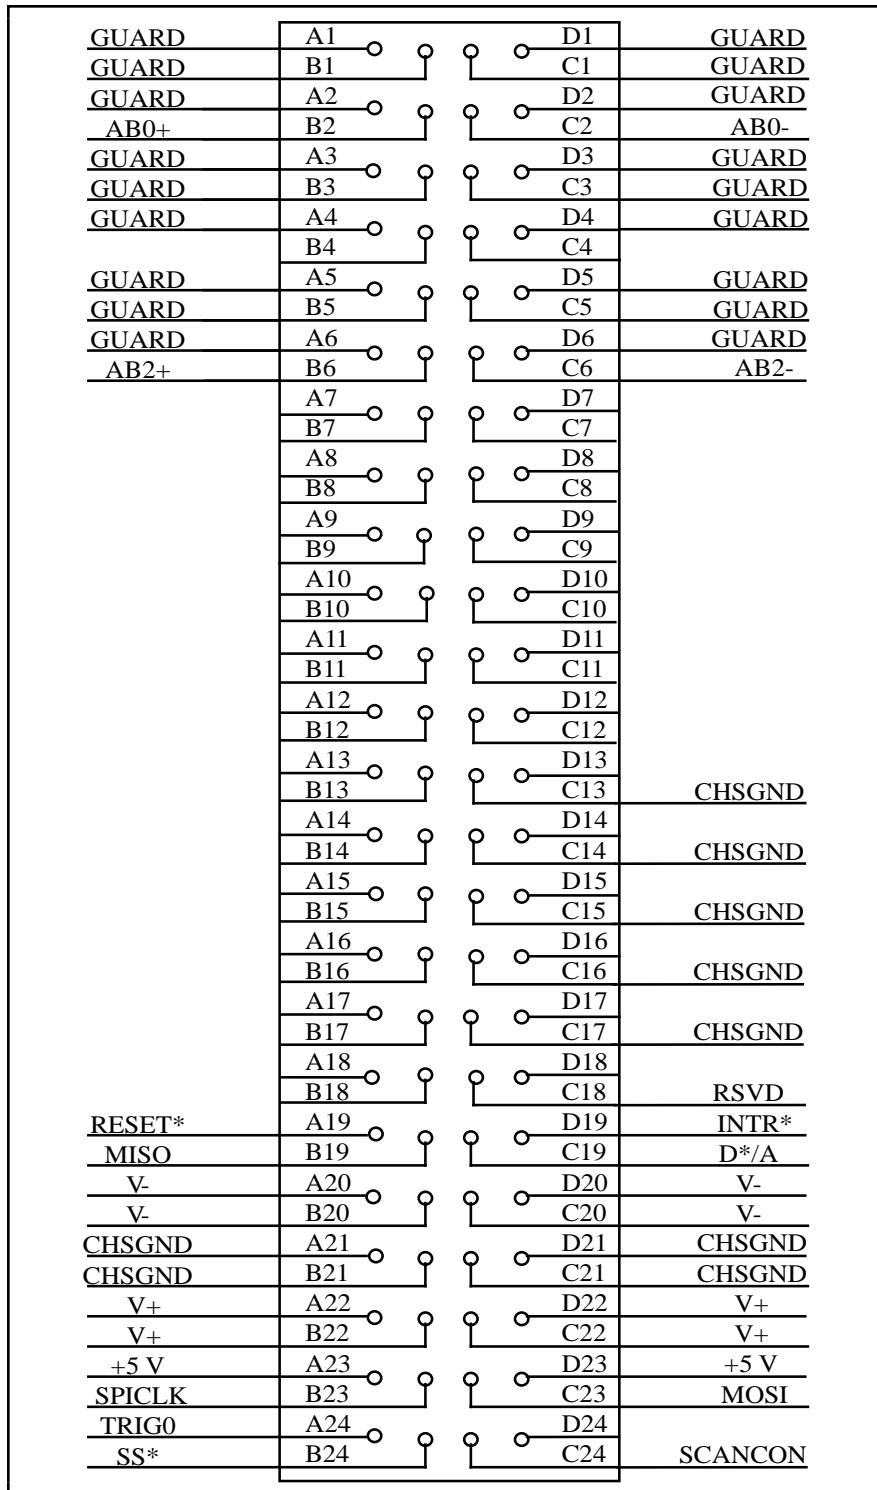 GUARD A1 D1 GUARD
GUARD B1 C1 GUARD
GUARD A2 D2 GUARD
AB0+ B2 C2 AB0-
GUARD A3 D3 GUARD
GUARD B3 C3 GUARD
GUARD A4 D4 GUARD
B4 C4
GUARD A5 D5 GUARD
GUARD B5 C5 GUARD
GUARD A6 D6 GUARD
AB2+ B6 C6 AB2-
A7 D7
B7 C7
A8 D8
B8 C8
A9 D9
B9 C9
A10 D10
B10 C10
A11 D11
B11 C11
A12 D12
B12 C12
A13 D13
B13 C13 CHSGND
A14 D14
B14 C14 CHSGND
A15 D15
B15 C15 CHSGND
A16 D16
B16 C16 CHSGND
A17 D17
B17 C17 CHSGND
A18 D18
B18 C18 RSVD
RESET* A19 D19 INTR*
MISO B19 C19 D*/A
V- A20 D20 V-
V- B20 C20 V-
CHSGND A21 D21 CHSGND
CHSGND B21 C21 CHSGND
V+ A22 D22 V+
V+ B22 C22 V+
+5 V A23 D23 +5 V
SPICLK B23 C23 MOSI
TRIG0 A24 D24
SS* B24 C24 SCANCON